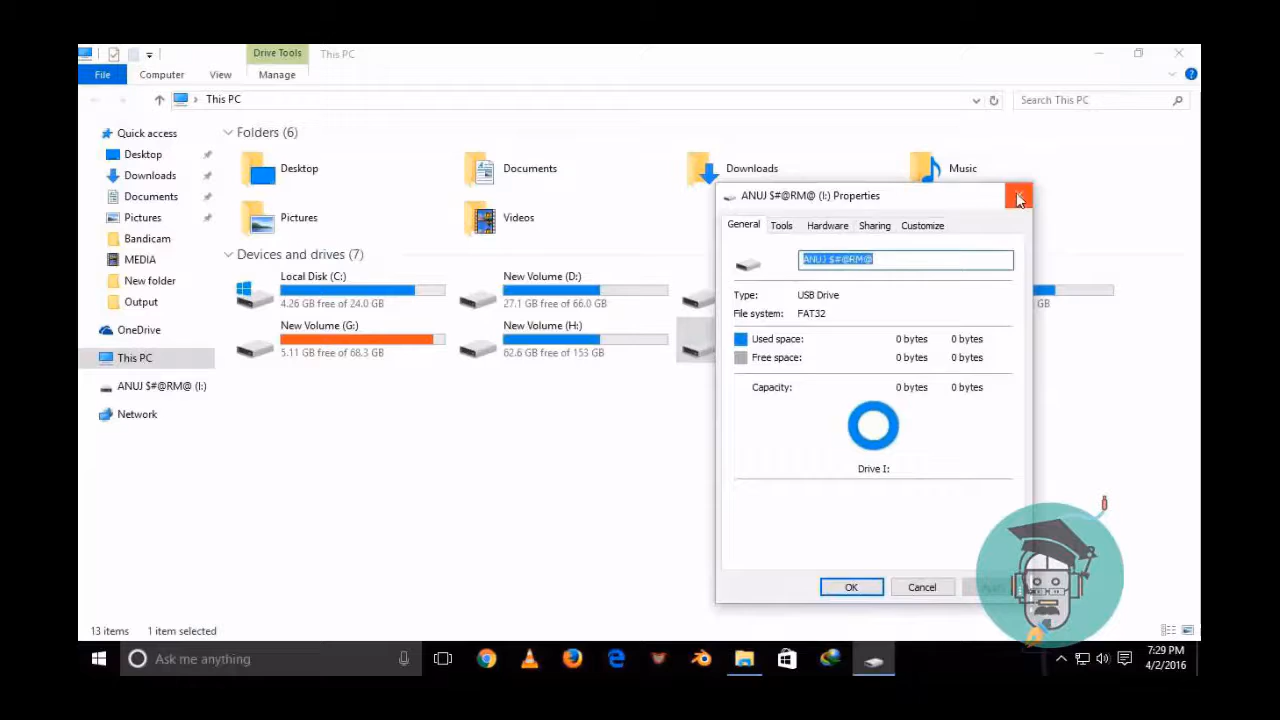 Drive Tools This PC
File Computer View Manage
This PC Search This PC
Quick access
Desktop
Downloads
Documents
Pictures
Bandicam
MEDIA
New folder
Output
OneDrive
This PC
ANUJ $#@RM@ (I:)
Network
Folders (6)
Desktop Documents Downloads Music
Pictures Videos
Devices and drives (7)
Local Disk (C:) New Volume (D:)
4.26 GB free of 24.0 GB 27.1 GB free of 66.0 GB GB
New Volume (G:) New Volume (H:)
5.11 GB free of 68.3 GB 62.6 GB free of 153 GB
ANUJ $#@RM@ (I:) Properties
General Tools Hardware Sharing Customize
ANUJ $#@RM@
Type: USB Drive
File system: FAT32
Used space: 0 bytes 0 bytes
Free space: 0 bytes 0 bytes
Capacity: 0 bytes 0 bytes
Drive I:
OK Cancel
13 items 1 item selected
Ask me anything
7:29 PM
4/2/2016